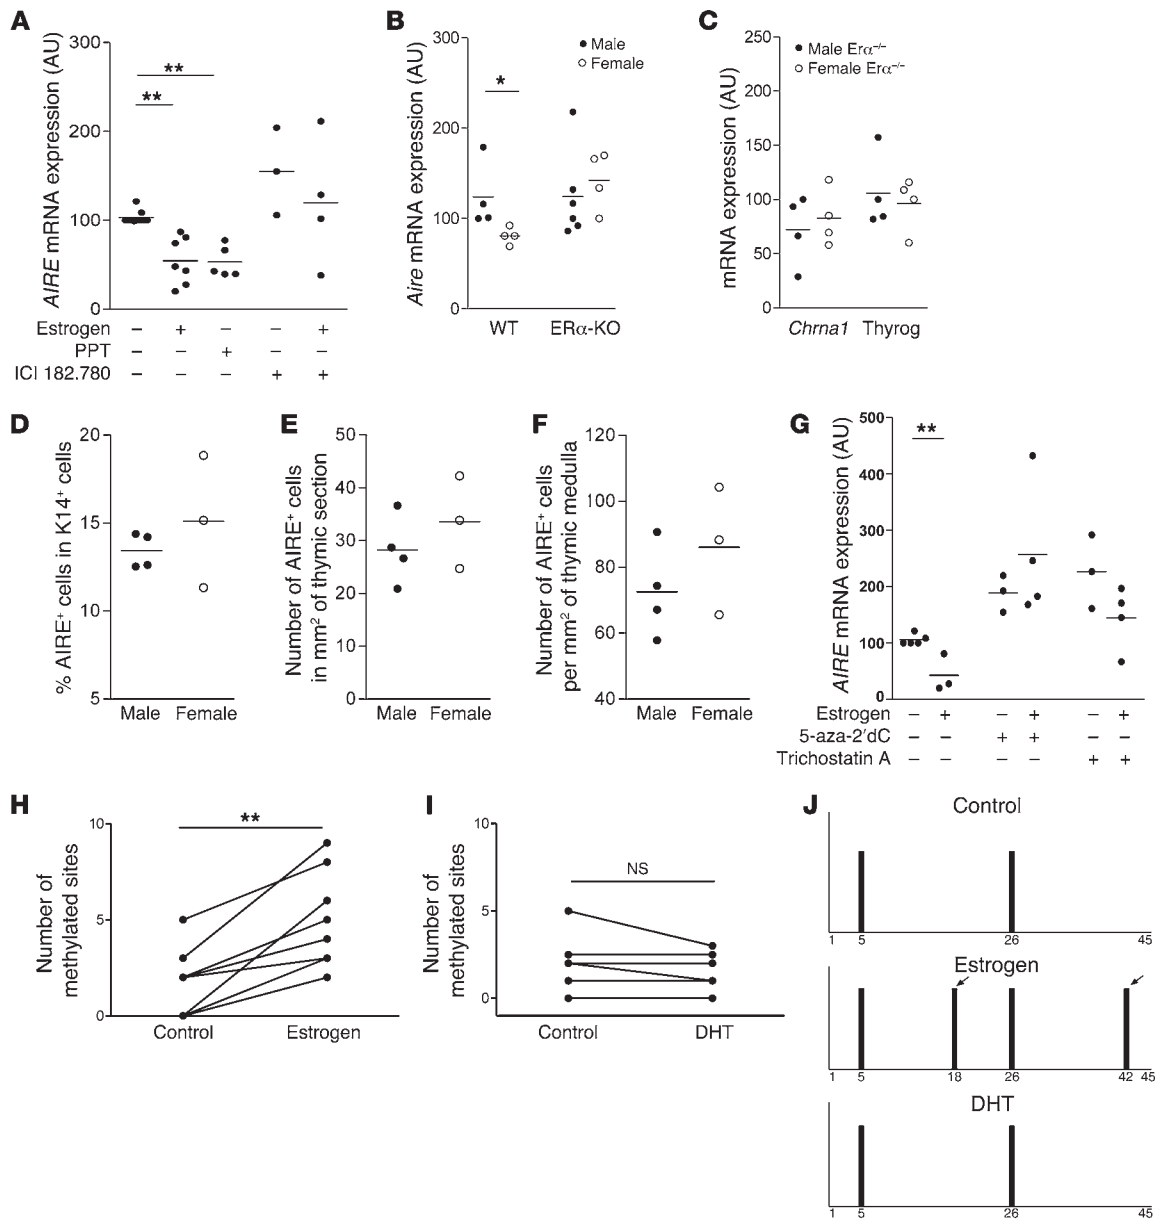 A
AIRE mRNA expression (AU)
300
200
100
0
**
**
Estrogen – + – – +
PPT – – + – –
ICI 182.780 – – – + +
B
Aire mRNA expression (AU)
300
200
100
0
Male
Female
*
WT ERα-KO
C
mRNA expression (AU)
250
200
150
100
50
0
Male Erα–/–
Female Erα–/–
Chrna1 Thyrog
D
% AIRE+ cells in K14+ cells
20
15
10
5
Male Female
E
Number of AIRE+ cells
in mm2 of thymic section
50
40
30
20
10
0
Male Female
F
Number of AIRE+ cells
per mm2 of thymic medulla
120
100
80
60
40
Male Female
G
AIRE mRNA expression (AU)
500
400
300
200
100
0
**
Estrogen – + – + – +
5-aza-2′dC – – + + – –
Trichostatin A – – – – + +
H
Number of
methylated sites
10
5
0
**
Control Estrogen
I
Number of
methylated sites
10
5
0
NS
Control DHT
J
Control
1 5 26 45
Estrogen
1 5 18 26 42 45
DHT
1 5 26 45